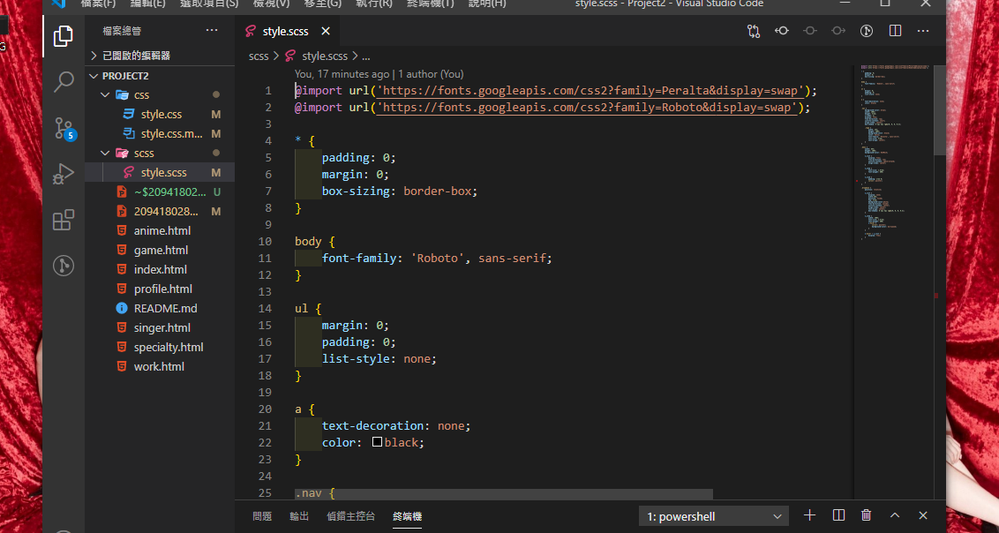 檔案(F) 編輯(E) 選取項目(S) 檢視(V) 移至(G) 執行(R) 終端機(T) 說明(H) style.scss - Project2 - Visual Studio Code
G
檔案總管 ···
已開啟的編輯器
PROJECT2
css
style.css M
style.css.m... M
scss
style.scss M
~$20941802... U
209418028... M
anime.html
game.html
index.html
profile.html
README.md
singer.html
specialty.html
work.html
5
style.scss
scss > style.scss > ...
You, 17 minutes ago | 1 author (You)
1 @import url('https://fonts.googleapis.com/css2?family=Peralta&display=swap');
2 @import url('https://fonts.googleapis.com/css2?family=Roboto&display=swap');
3
4 * {
5 padding: 0;
6 margin: 0;
7 box-sizing: border-box;
8 }
9
10 body {
11 font-family: 'Roboto', sans-serif;
12 }
13
14 ul {
15 margin: 0;
16 padding: 0;
17 list-style: none;
18 }
19
20 a {
21 text-decoration: none;
22 color: black;
23 }
24
25 .nav {
問題 輸出 偵錯主控台 終端機 1: powershell